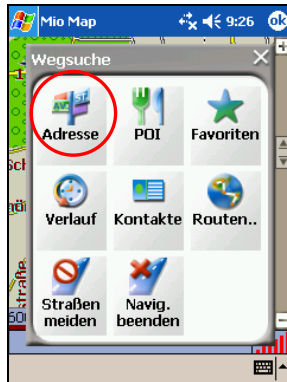 Mio Map 9:26 ok
Wegsuche
Adresse POI Favoriten
Verlauf Kontakte Routen..
Straßen meiden Navig. beenden